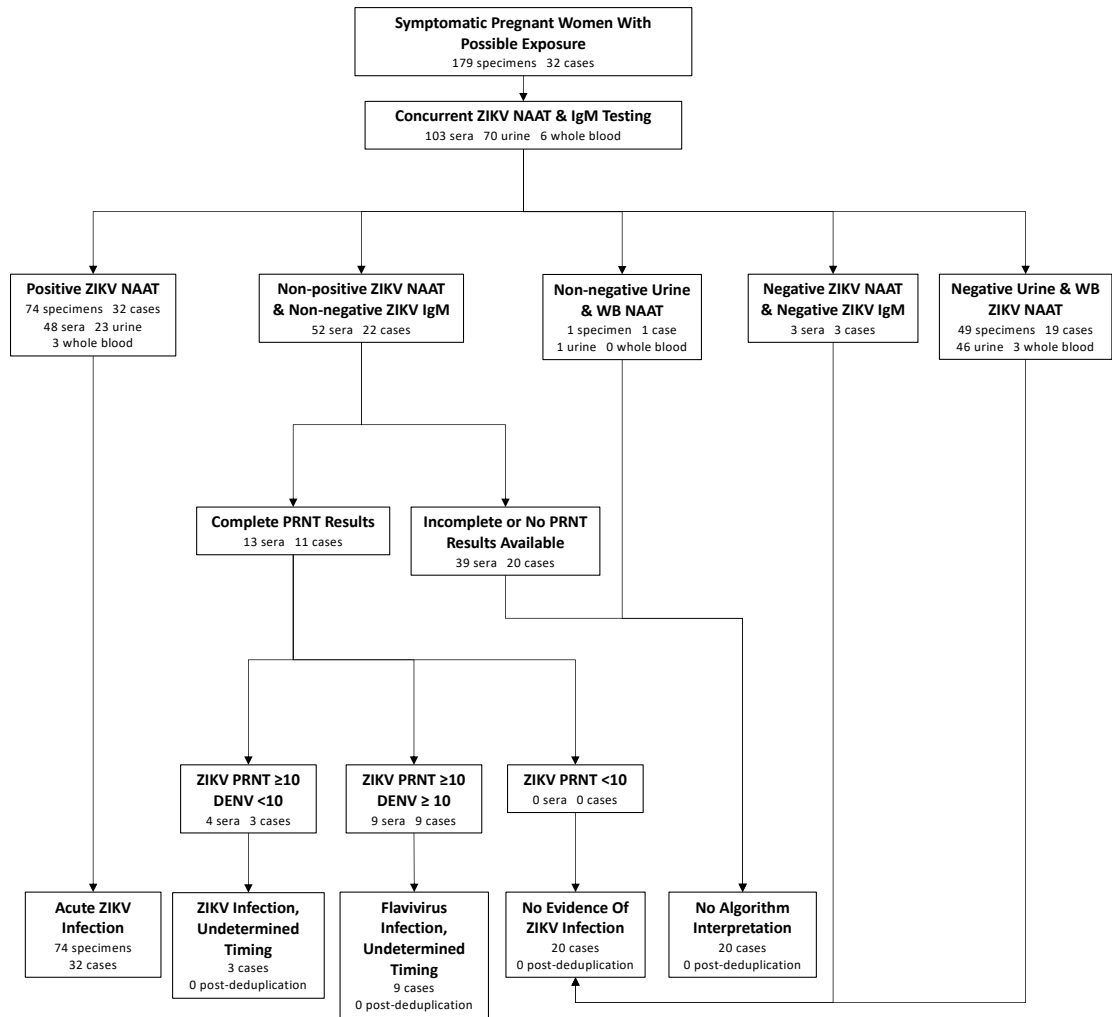 Symptomatic Pregnant Women With
Possible Exposure
179 specimens 32 cases
Concurrent ZIKV NAAT & IgM Testing
103 sera 70 urine 6 whole blood
Positive ZIKV NAAT
74 specimens 32 cases
48 sera 23 urine
3 whole blood
Non-positive ZIKV NAAT
& Non-negative ZIKV IgM
52 sera 22 cases
Non-negative Urine
& WB NAAT
1 specimen 1 case
1 urine 0 whole blood
Negative ZIKV NAAT
& Negative ZIKV IgM
3 sera 3 cases
Negative Urine & WB
ZIKV NAAT
49 specimens 19 cases
46 urine 3 whole blood
Complete PRNT Results
13 sera 11 cases
Incomplete or No PRNT
Results Available
39 sera 20 cases
ZIKV PRNT ≥10
DENV <10
4 sera 3 cases
ZIKV PRNT ≥10
DENV ≥ 10
9 sera 9 cases
ZIKV PRNT <10
0 sera 0 cases
Acute ZIKV
Infection
74 specimens
32 cases
ZIKV Infection,
Undetermined
Timing
3 cases
0 post-deduplication
Flavivirus
Infection,
Undetermined
Timing
9 cases
0 post-deduplication
No Evidence Of
ZIKV Infection
20 cases
0 post-deduplication
No Algorithm
Interpretation
20 cases
0 post-deduplication